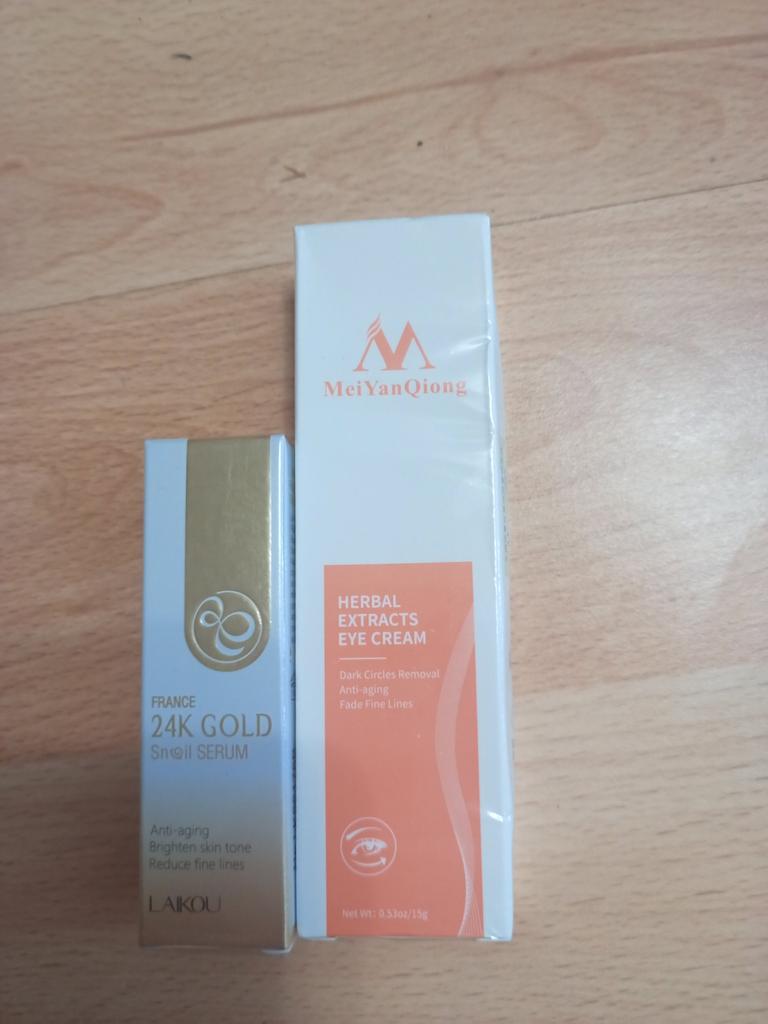 FRANCE
24K GOLD
Snail SERUM
Anti-aging
Brighten skin tone
Reduce fine lines
LAIKOU
MeiYanQiong
HERBAL
EXTRACTS
EYE CREAM
Dark Circles Removal
Anti-aging
Fade Fine Lines
Net Wt: 0.53oz/15g